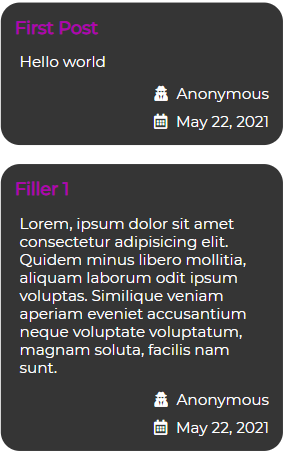 First Post
Hello world
Anonymous
May 22, 2021
Filler 1
Lorem, ipsum dolor sit amet
consectetur adipisicing elit.
Quidem minus libero mollitia,
aliquam laborum odit ipsum
voluptas. Similique veniam
aperiam eveniet accusantium
neque voluptate voluptatum,
magnam soluta, facilis nam
sunt.
Anonymous
May 22, 2021